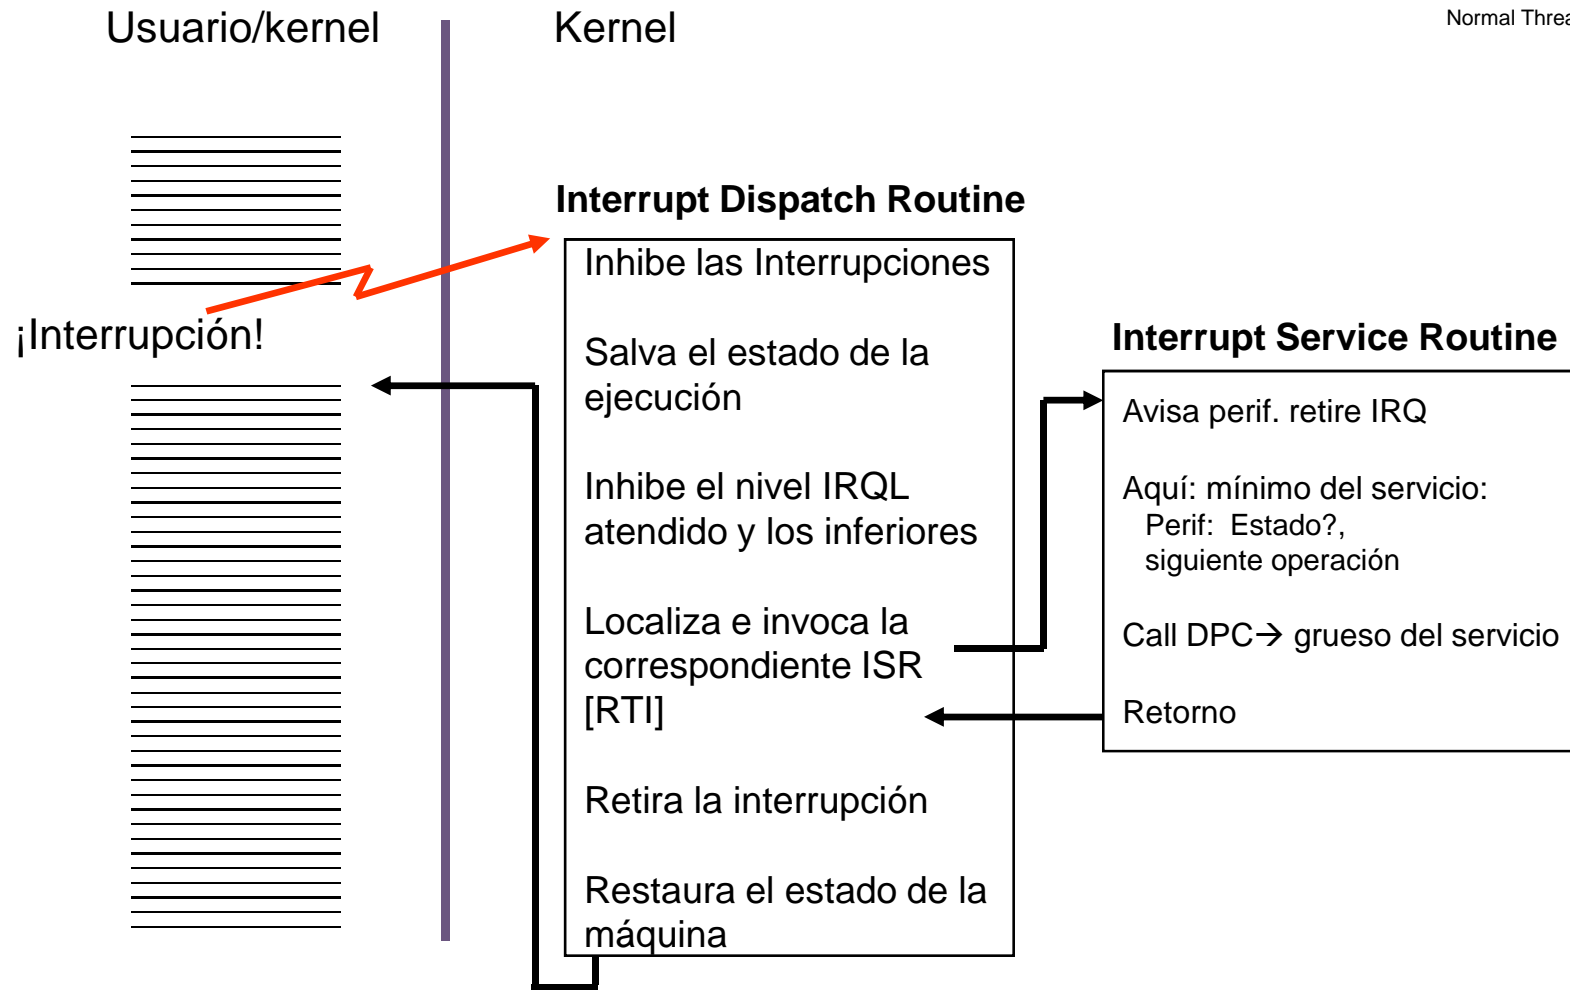 Usuario/kernel
Kernel
Normal
Interrupt Dispatch Routine
Inhibe las Interrupciones
Salva el estado de la
ejecución
Inhibe el nivel IRQL
atendido y los inferiores
Localiza e invoca la
correspondiente ISR
[RTI]
Retira la interrupción
Restaura el estado de la
máquina
¡Interrupción!
Interrupt Service Routine
Avisa perif. retire IRQ
Aquí: mínimo del servicio:
Perif: Estado?,
siguiente operación
Call DPC→ grueso del servicio
Retorno